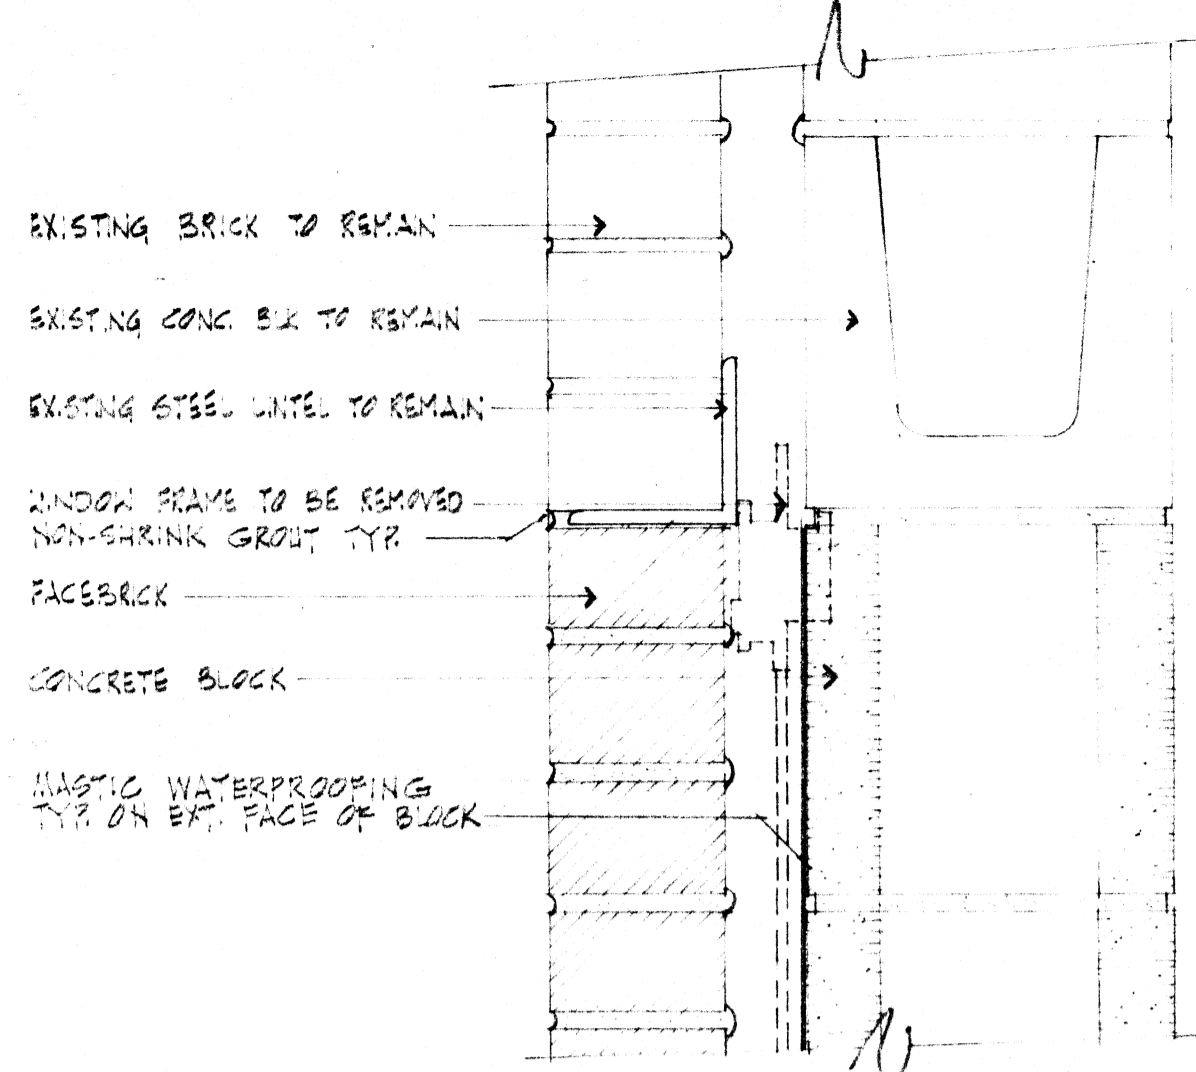 EXISTING BRICK TO REMAIN
EXISTING CONC. BLK TO REMAIN
EXISTING STEEL LINTEL TO REMAIN
WINDOW FRAME TO BE REMOVED
NON-SHRINK GROUT TYP.
FACEBRICK
CONCRETE BLOCK
MASTIC WATERPROOFING
TYP. ON EXT. FACE OF BLOCK